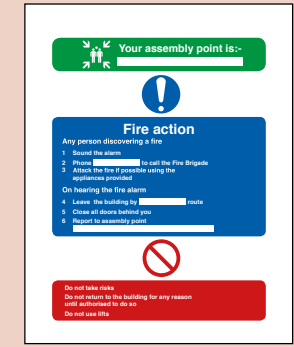 Your assembly point is:-
Fire action
Any person discovering a fire
1 Sound the alarm
2 Phone to call the Fire Brigade
3 Attack the fire if possible using the
appliances provided
On hearing the fire alarm
4 Leave the building by route
5 Close all doors behind you
6 Report to assembly point
Do not take risks
Do not return to the building for any reason
until authorised to do so
Do not use lifts